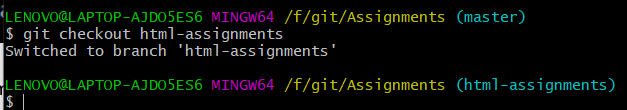 LENOVO@LAPTOP-AJDO5ES6 MINGW64 /f/git/Assignments (master)
$ git checkout html-assignments
Switched to branch 'html-assignments'
LENOVO@LAPTOP-AJDO5ES6 MINGW64 /f/git/Assignments (html-assignments)
$